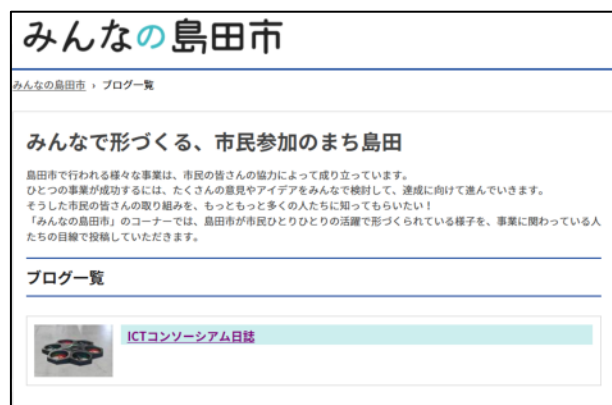 みんなの島田市
みんなの島田市 › ブログ一覧
みんなで形づくる、市民参加のまち島田
島田市で行われる様々な事業は、市民の皆さんの協力によって成り立っています。
ひとつの事業が成功するには、たくさんの意見やアイデアをみんなで検討して、達成に向けて進んでいきます。
そうした市民の皆さんの取り組みを、もっともっと多くの人たちに知ってもらいたい！
「みんなの島田市」のコーナーでは、島田市が市民ひとりひとりの活躍で形づくられている様子を、事業に関わっている人
たちの目線で投稿していただきます。
ブログ一覧
ICTコンソーシアム日誌